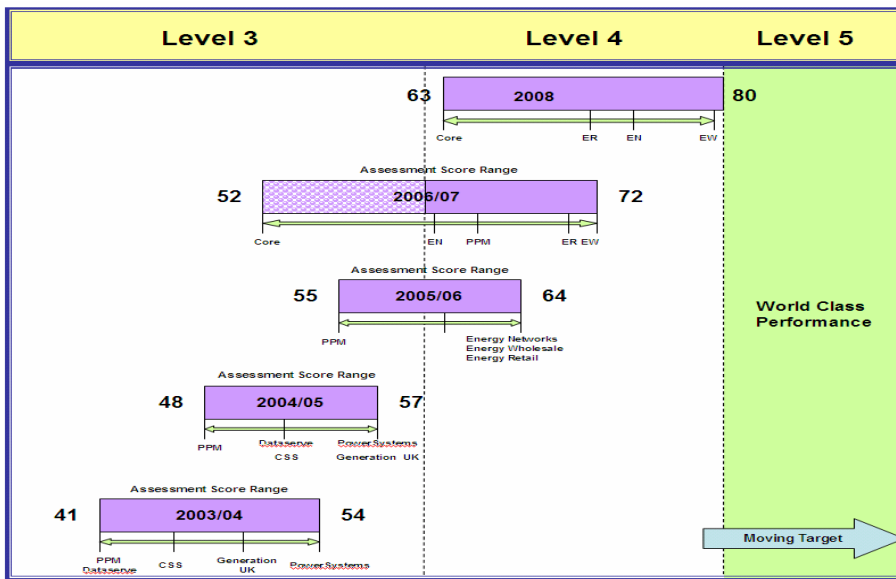 Level 3
Level 4
Level 5
63
2008
80
Core
ER
EN
EW
Assessment Score Range
52
2006/07
72
Core
EN
PPM
ER EW
Assessment Score Range
55
2005/06
64
PPM
Energy Networks
Energy Wholesale
Energy Retail
World Class
Performance
Assessment Score Range
48
2004/05
57
PPM
Dataserve
PowerSystems
CSS
Generation UK
Assessment Score Range
41
2003/04
54
PPM
Dataserve
CSS
Generation
UK
PowerSystems
Moving Target